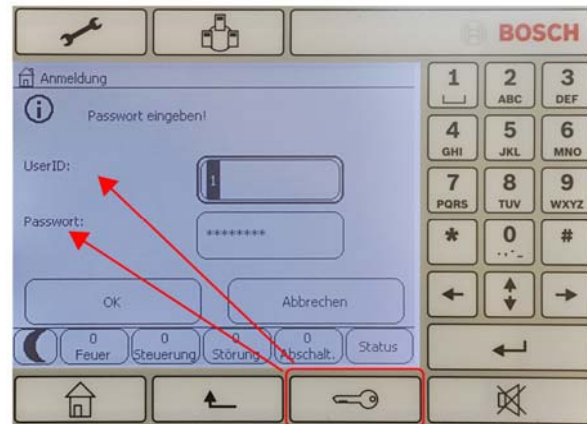 BOSCH
Anmeldung
Passwort eingeben!
UserID:
1
Passwort:
********
OK
Abbrechen
0 Feuer
0 Steuerung
0 Störung
0 Abschalt.
Status
1
2 ABC
3 DEF
4 GHI
5 JKL
6 MNO
7 PQRS
8 TUV
9 WXYZ
*
0 .,-_
#